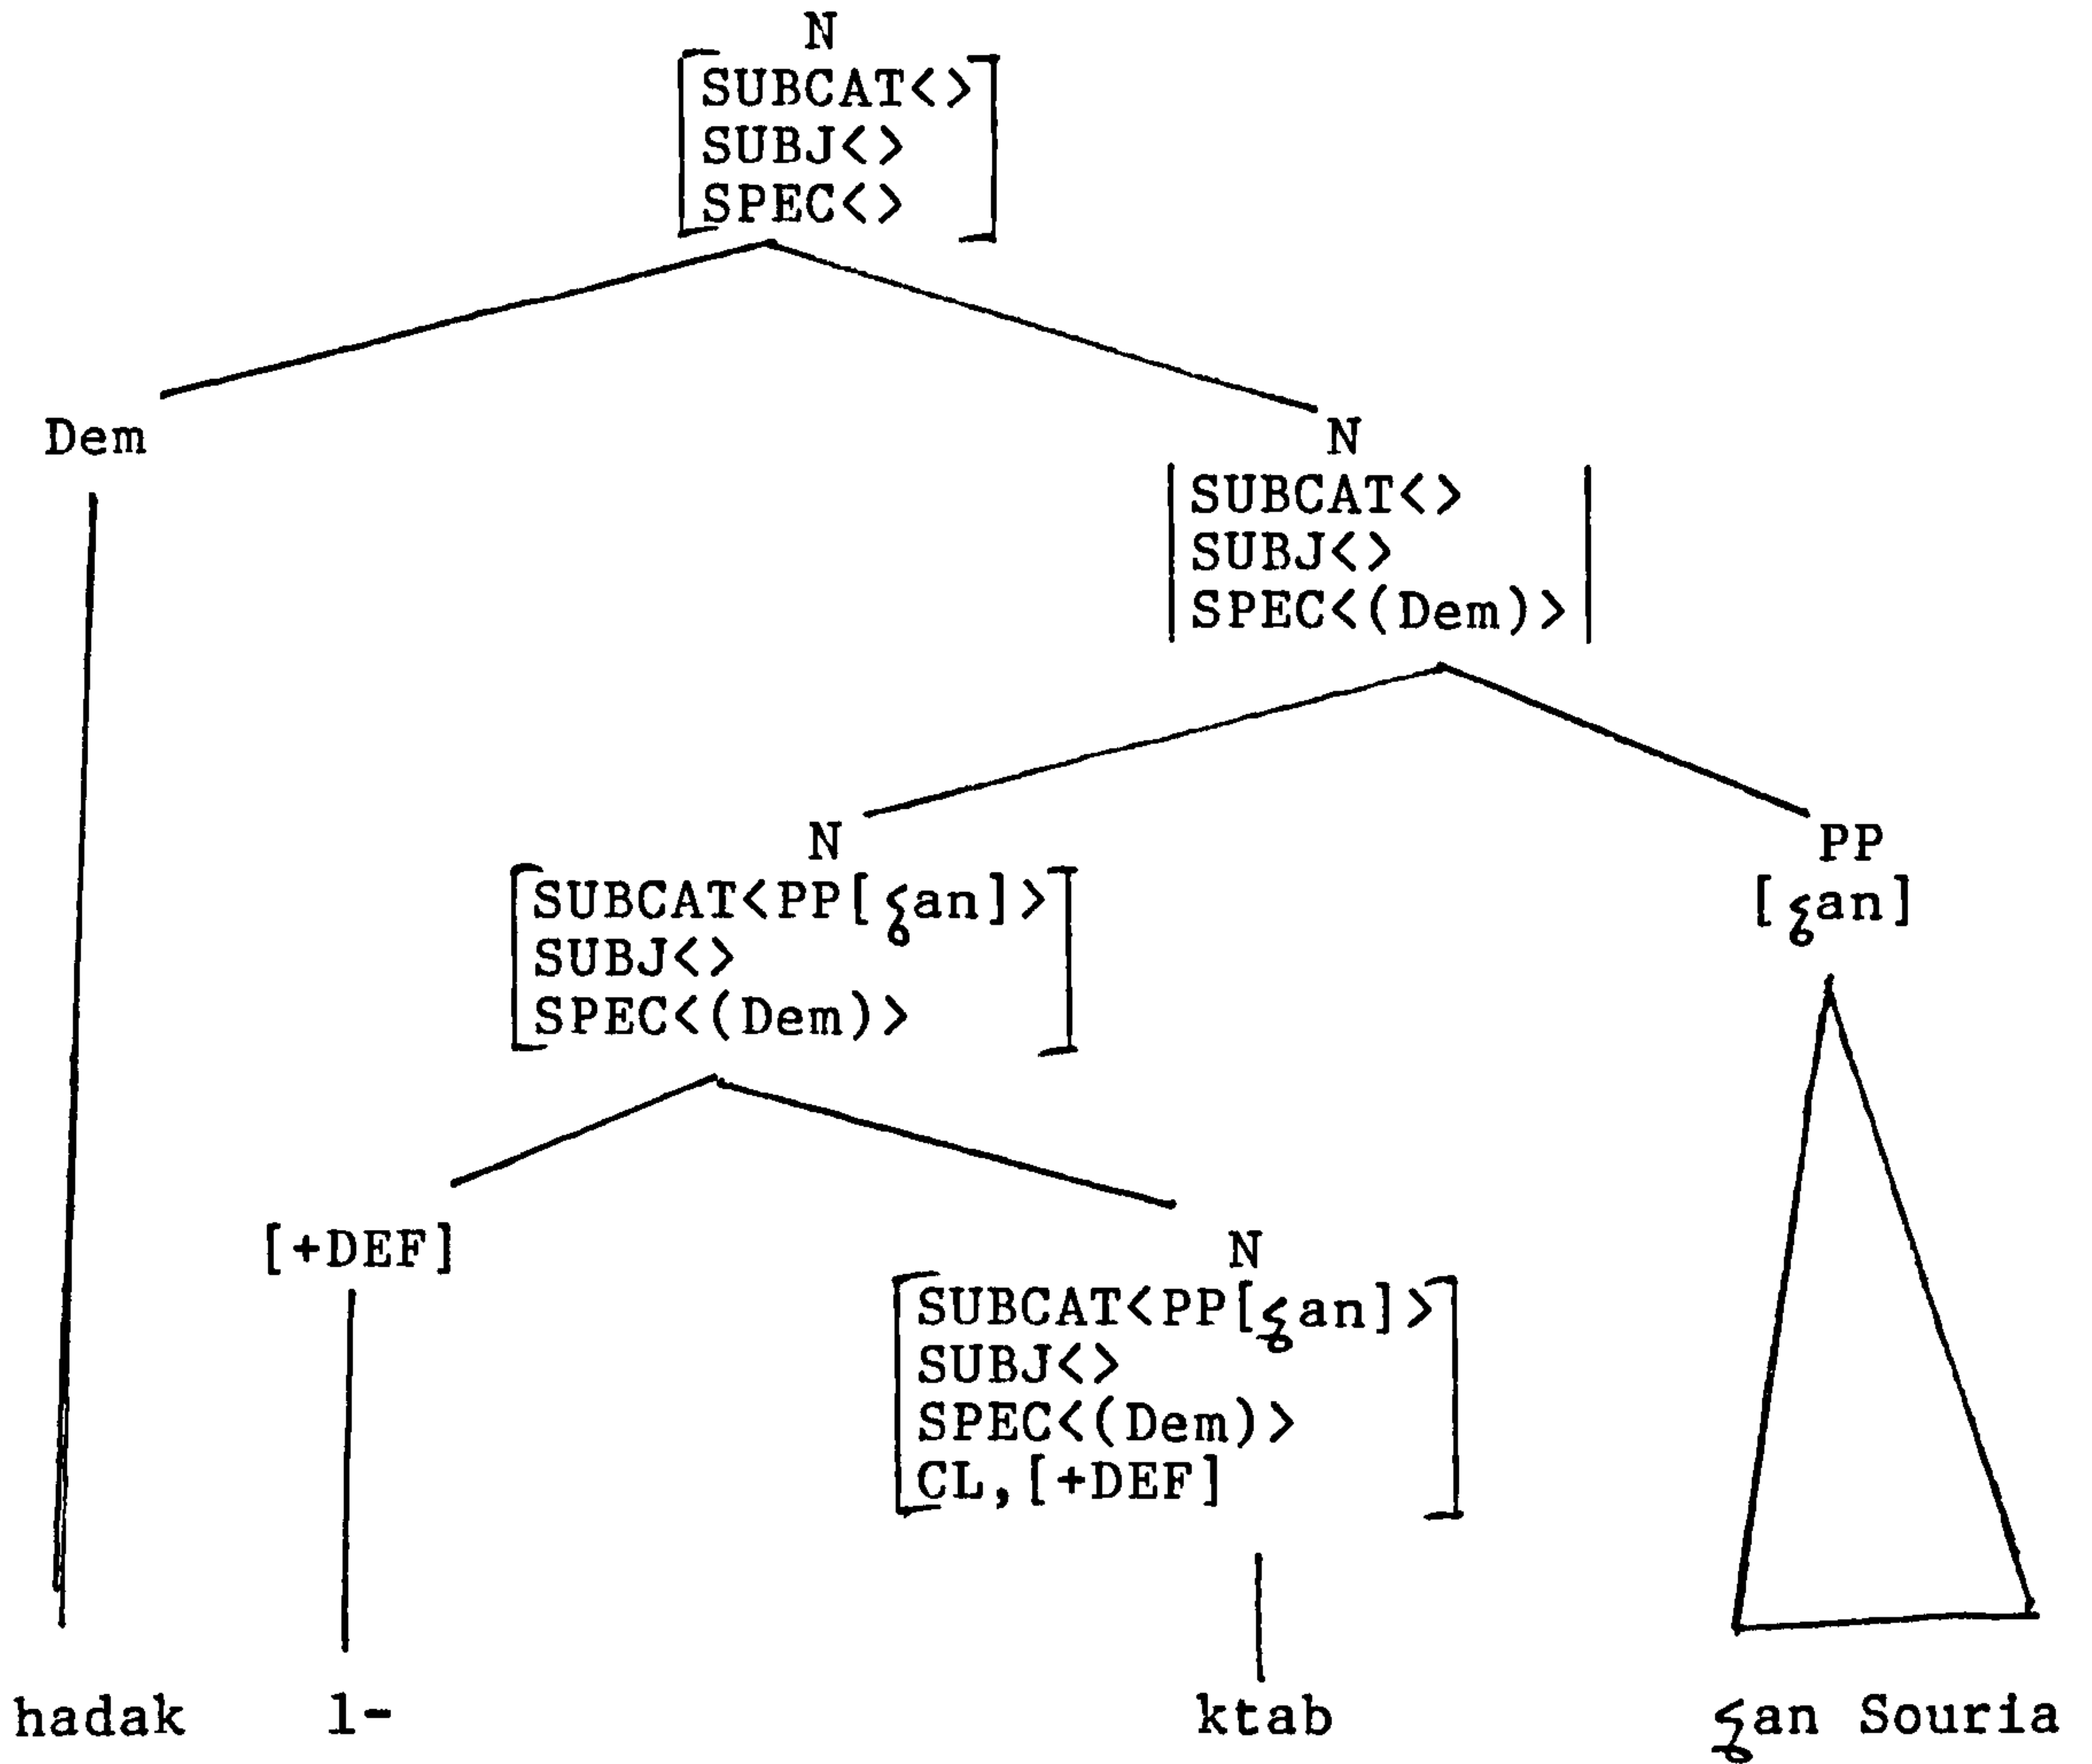 N
SUBCAT<>
SUBJ<>
SPEC<>
Dem
N
SUBCAT<>
SUBJ<>
SPEC<(Dem)>
N
SUBCAT<PP[ʕan]>
SUBJ<>
SPEC<(Dem)>
PP
[ʕan]
[+DEF]
N
SUBCAT<PP[ʕan]>
SUBJ<>
SPEC<(Dem)>
CL,[+DEF]
hadak l- ktab ʕan Souria